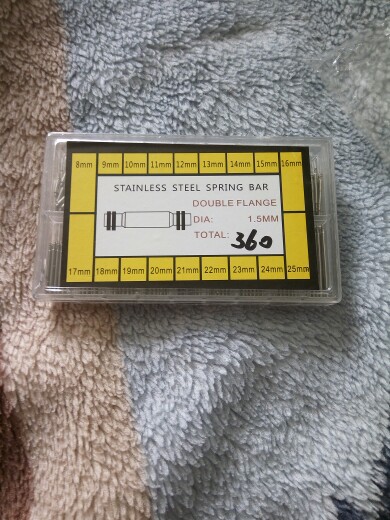 8mm 9mm 10mm 11mm 12mm 13mm 14mm 15mm 16mm
STAINLESS STEEL SPRING BAR
DOUBLE FLANGE
DIA: 1.5MM
TOTAL: 360
17mm 18mm 19mm 20mm 21mm 22mm 23mm 24mm 25mm